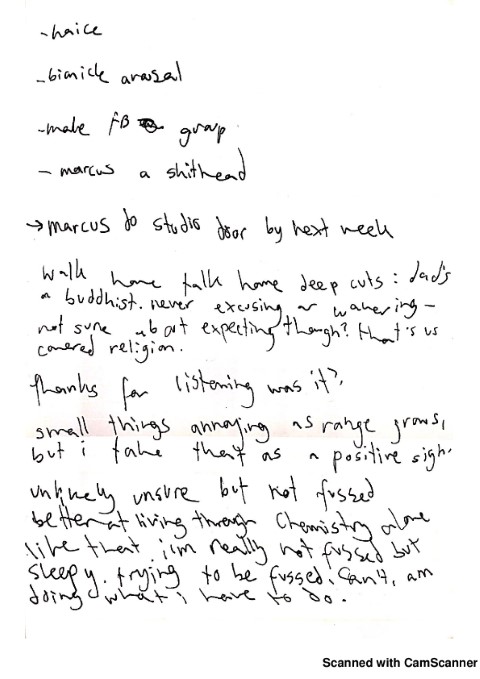 -haice
-bimick arasal
-make FB group
- marcus a shithead
→ marcus do studio door by next week
walk home talk home deep cuts: dad's
a buddhist. never excusing or wavering -
not sure about expecting though? that's us
covered religion.
thanks for listening was it?
small things annoying as range grows,
but i take that as a positive sign.
uniquely unsure but not fussed
better at living through Chemistry alone
like that. i'm really not fussed but
sleepy. trying to be fussed. can't, am
doing what i have to do.
Scanned with CamScanner